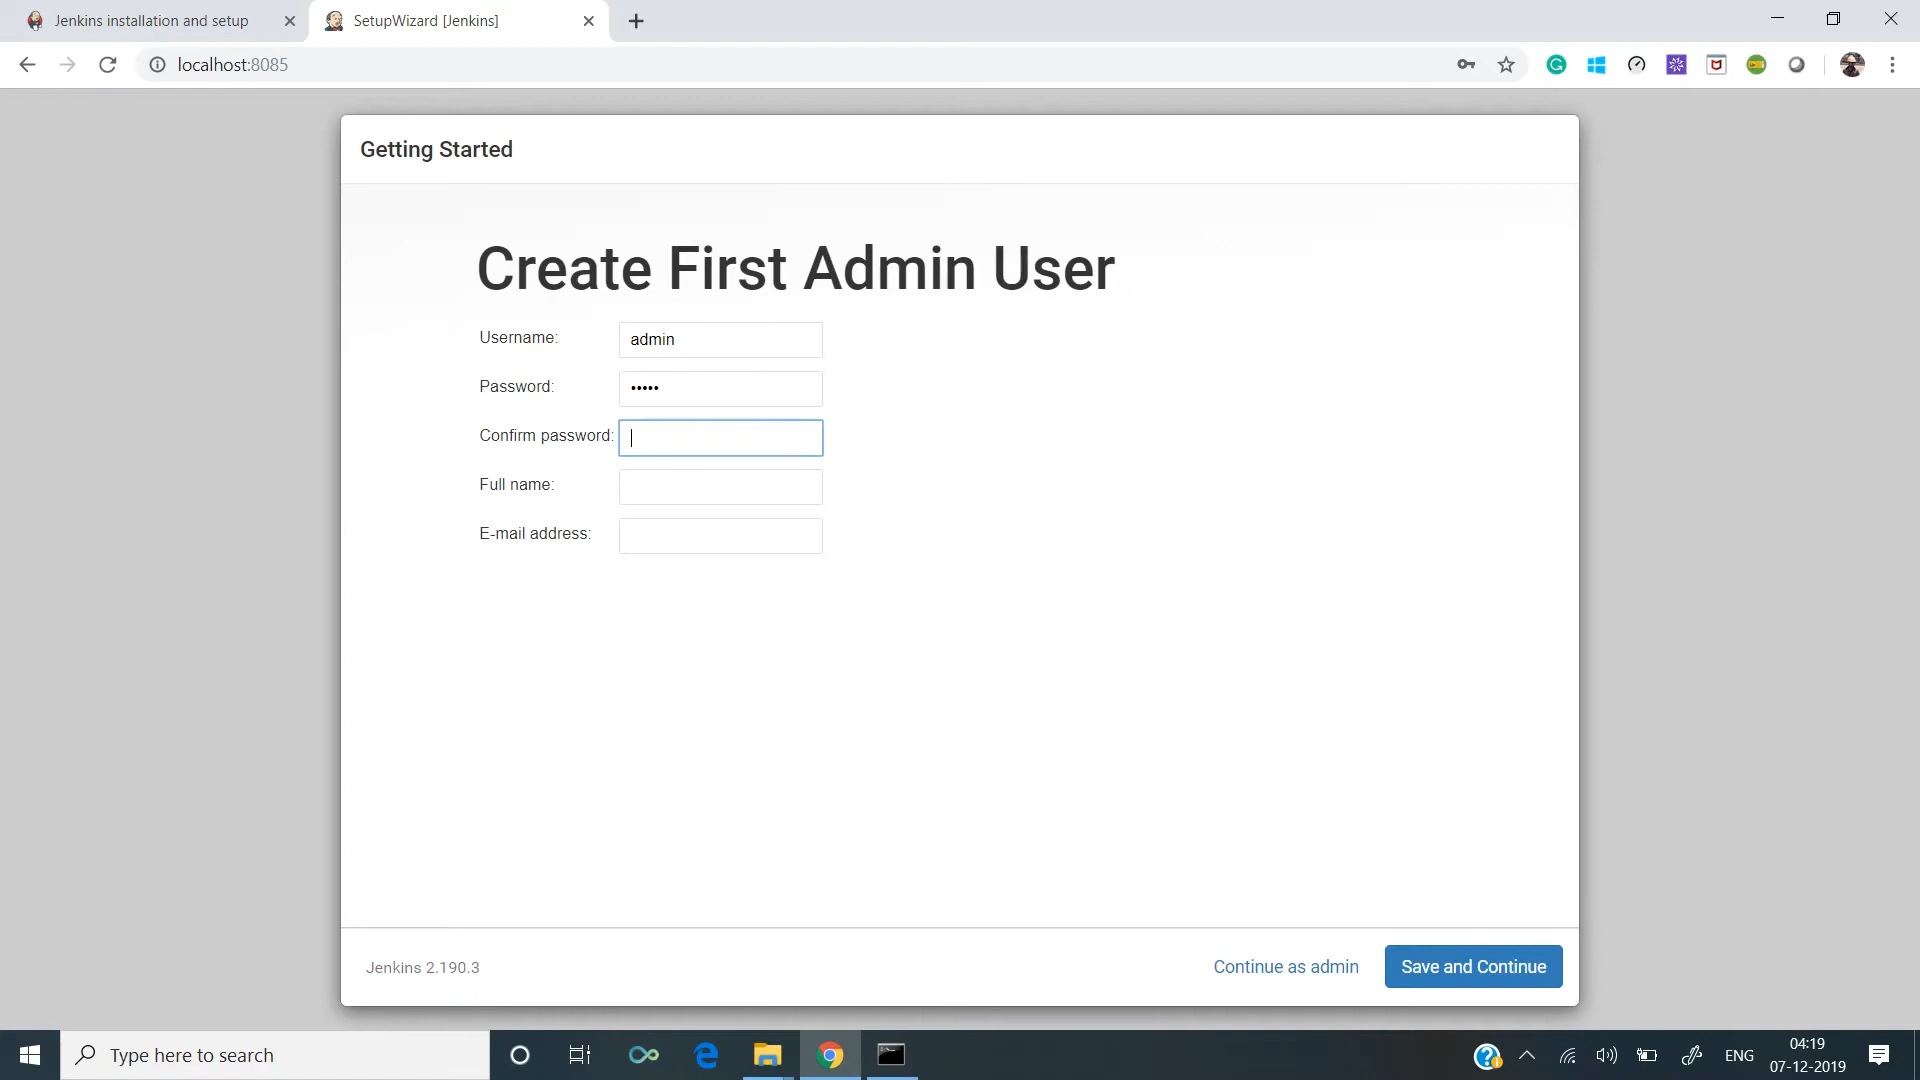 Jenkins installation and setup
SetupWizard [Jenkins]
localhost:8085
Getting Started
Create First Admin User
Username:
admin
Password:
•••••
Confirm password:
Full name:
E-mail address:
Jenkins 2.190.3
Continue as admin
Save and Continue
Type here to search
ENG
04:19
07-12-2019